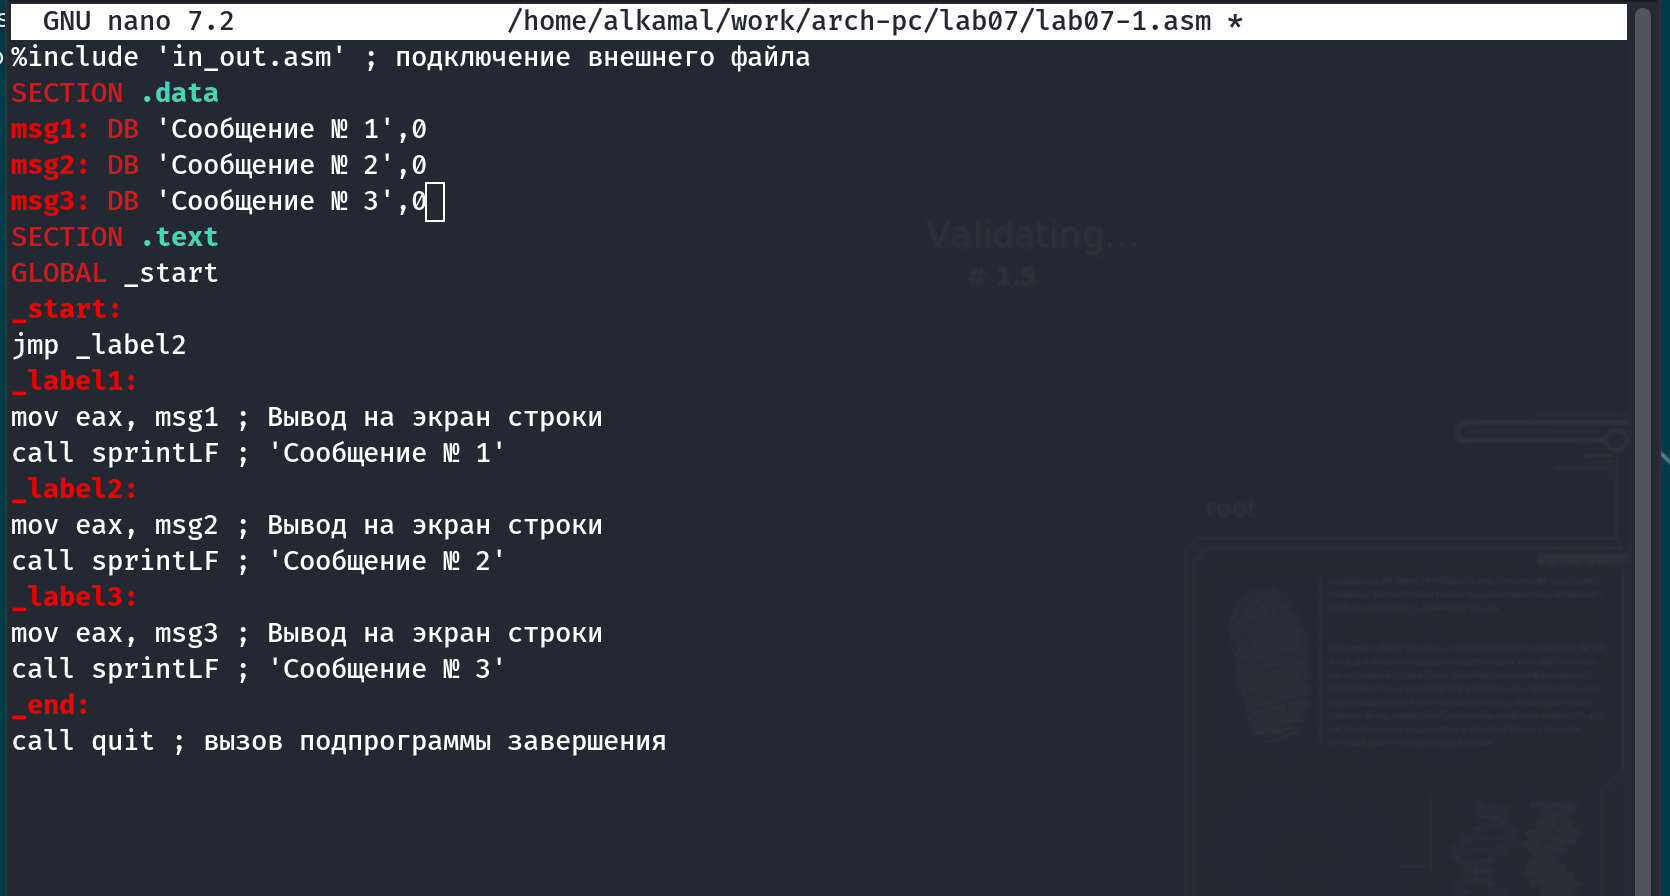 GNU nano 7.2 /home/alkamal/work/arch-pc/lab07/lab07-1.asm *
%include 'in_out.asm' ; подключение внешнего файла
SECTION .data
msg1: DB 'Сообщение № 1',0
msg2: DB 'Сообщение № 2',0
msg3: DB 'Сообщение № 3',0
SECTION .text
GLOBAL _start
_start:
jmp _label2
_label1:
mov eax, msg1 ; Вывод на экран строки
call sprintLF ; 'Сообщение № 1'
_label2:
mov eax, msg2 ; Вывод на экран строки
call sprintLF ; 'Сообщение № 2'
_label3:
mov eax, msg3 ; Вывод на экран строки
call sprintLF ; 'Сообщение № 3'
_end:
call quit ; вызов подпрограммы завершения
Validating...
# 1.5
root